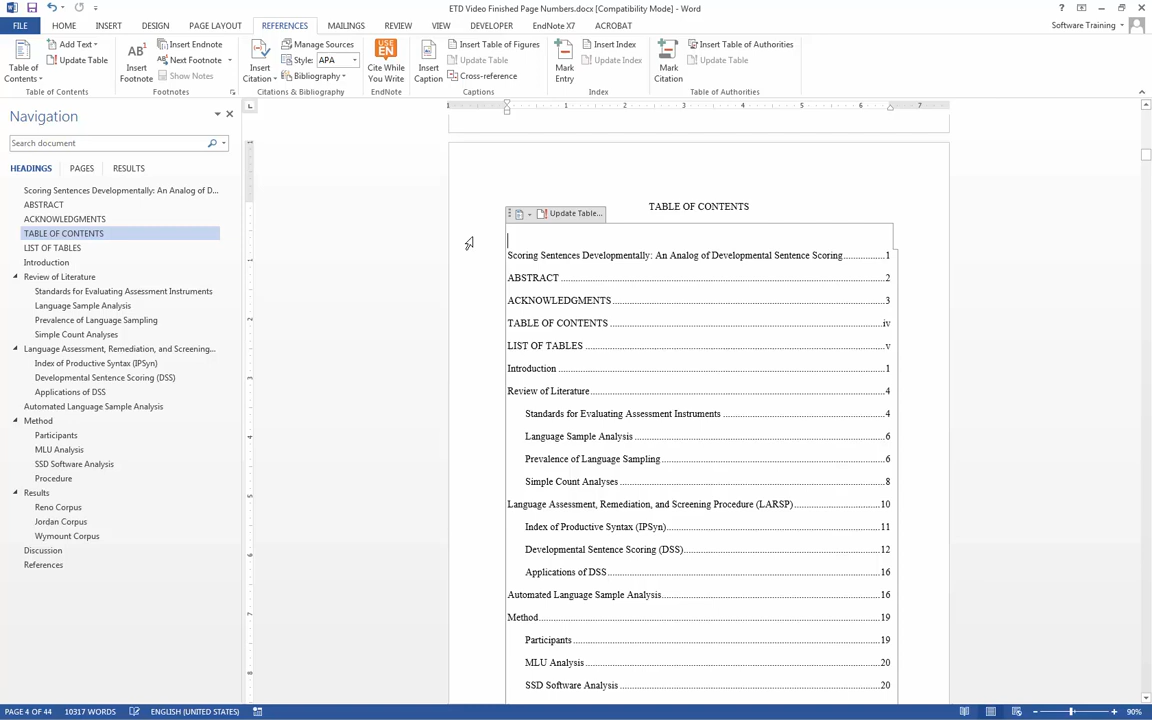 ETD Video Finished Page Numbers.docx [Compatibility Mode] - Word
FILE HOME INSERT DESIGN PAGE LAYOUT REFERENCES MAILINGS REVIEW VIEW DEVELOPER EndNote X7 ACROBAT Software Training
Table of Contents
Add Text
Update Table
Table of Contents
AB¹
Insert Footnote
Insert Endnote
Next Footnote
Show Notes
Footnotes
Insert Citation
Manage Sources
Style: APA
Bibliography
Citations & Bibliography
USE EN
Cite While You Write
EndNote
Insert Caption
Insert Table of Figures
Update Table
Cross-reference
Captions
Mark Entry
Insert Index
Update Index
Index
Mark Citation
Insert Table of Authorities
Update Table
Table of Authorities
Navigation
Search document
HEADINGS PAGES RESULTS
Scoring Sentences Developmentally: An Analog of D...
ABSTRACT
ACKNOWLEDGMENTS
TABLE OF CONTENTS
LIST OF TABLES
Introduction
Review of Literature
Standards for Evaluating Assessment Instruments
Language Sample Analysis
Prevalence of Language Sampling
Simple Count Analyses
Language Assessment, Remediation, and Screening...
Index of Productive Syntax (IPSyn)
Developmental Sentence Scoring (DSS)
Applications of DSS
Automated Language Sample Analysis
Method
Participants
MLU Analysis
SSD Software Analysis
Procedure
Results
Reno Corpus
Jordan Corpus
Wymount Corpus
Discussion
References
1 1 2 3 4 5 6 7
TABLE OF CONTENTS
Update Table...
Scoring Sentences Developmentally: An Analog of Developmental Sentence Scoring 1
ABSTRACT 2
ACKNOWLEDGMENTS 3
TABLE OF CONTENTS iv
LIST OF TABLES v
Introduction 1
Review of Literature 4
Standards for Evaluating Assessment Instruments 4
Language Sample Analysis 6
Prevalence of Language Sampling 6
Simple Count Analyses 8
Language Assessment, Remediation, and Screening Procedure (LARSP) 10
Index of Productive Syntax (IPSyn) 11
Developmental Sentence Scoring (DSS) 12
Applications of DSS 16
Automated Language Sample Analysis 16
Method 19
Participants 19
MLU Analysis 20
SSD Software Analysis 20
PAGE 4 OF 44 10317 WORDS ENGLISH (UNITED STATES) 90%